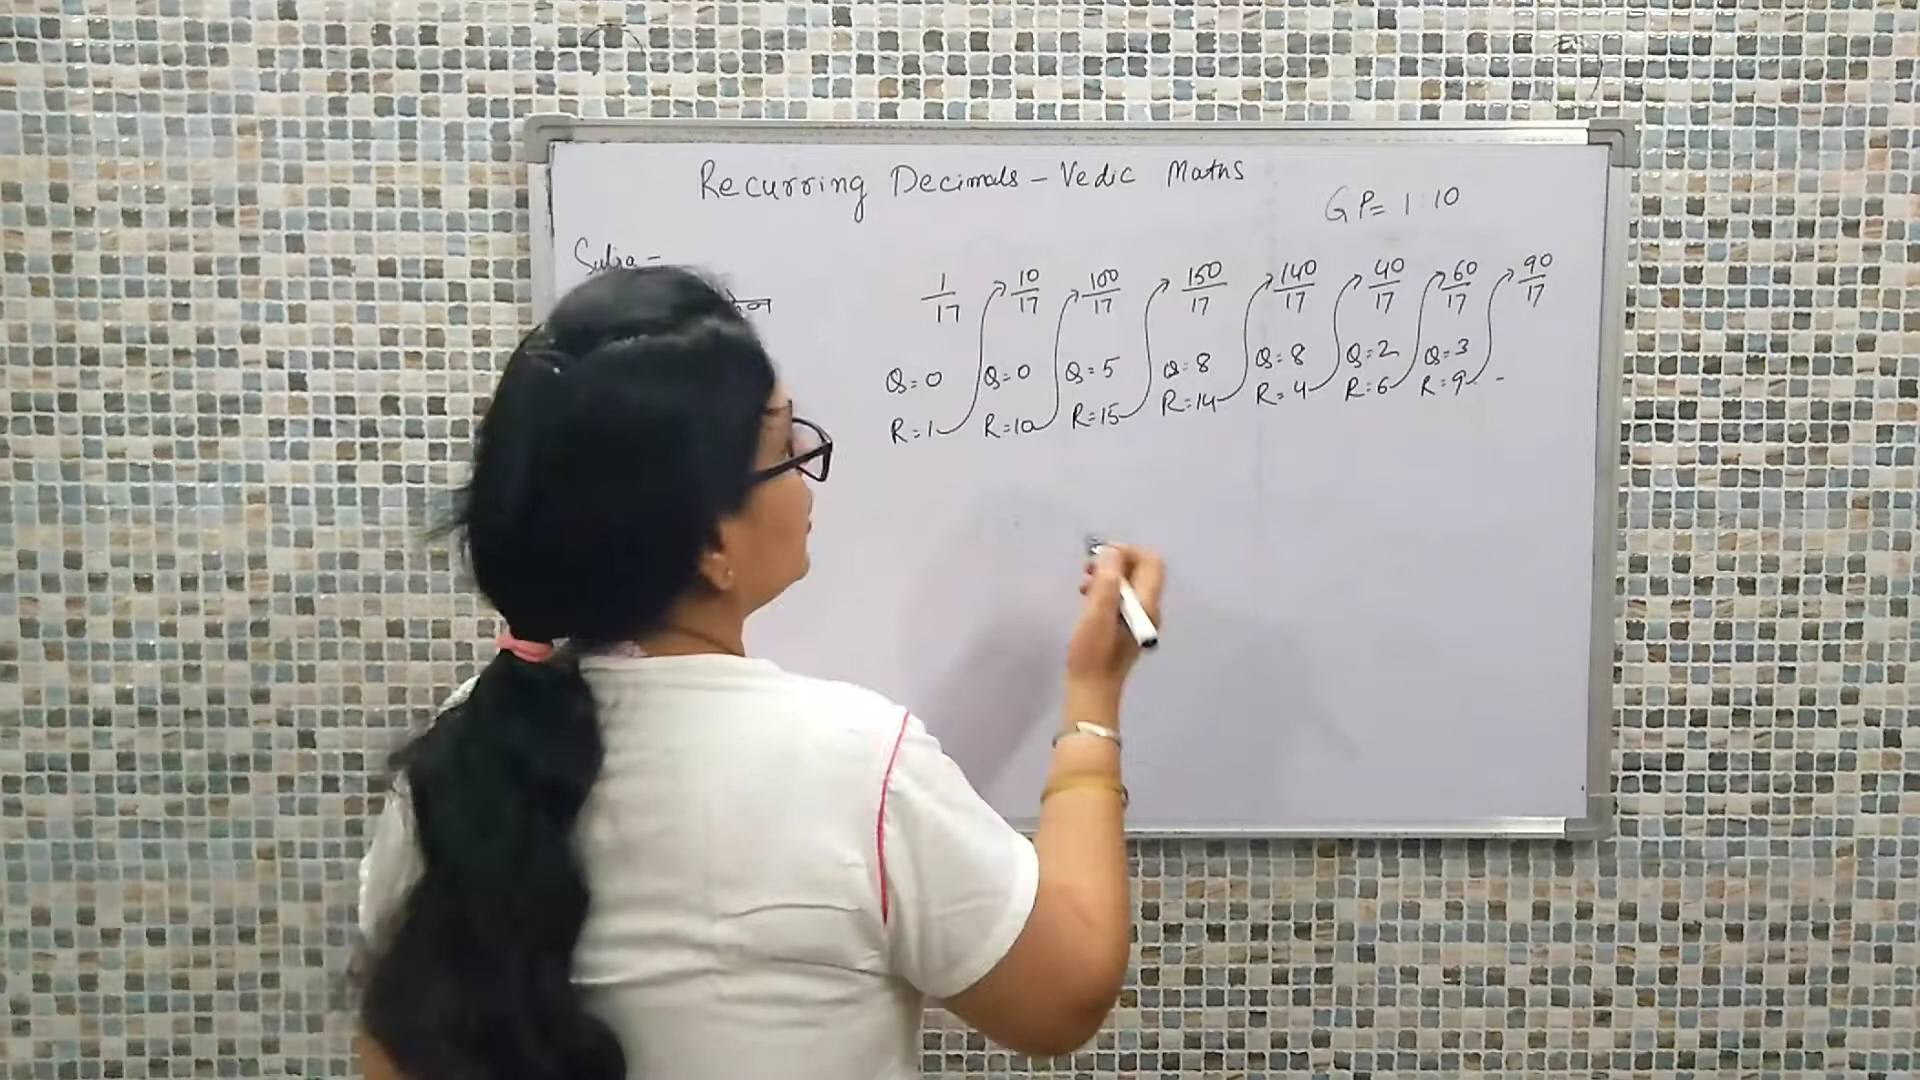 Recurring Decimals - Vedic Maths
GP = 1:10
Sutra -
1/17 10/17 100/17 150/17 140/17 40/17 60/17 90/17
Q=0 Q=0 Q=5 Q=8 Q=8 Q=2 Q=3
R=1 R=10 R=15 R=14 R=4 R=6 R=9 -